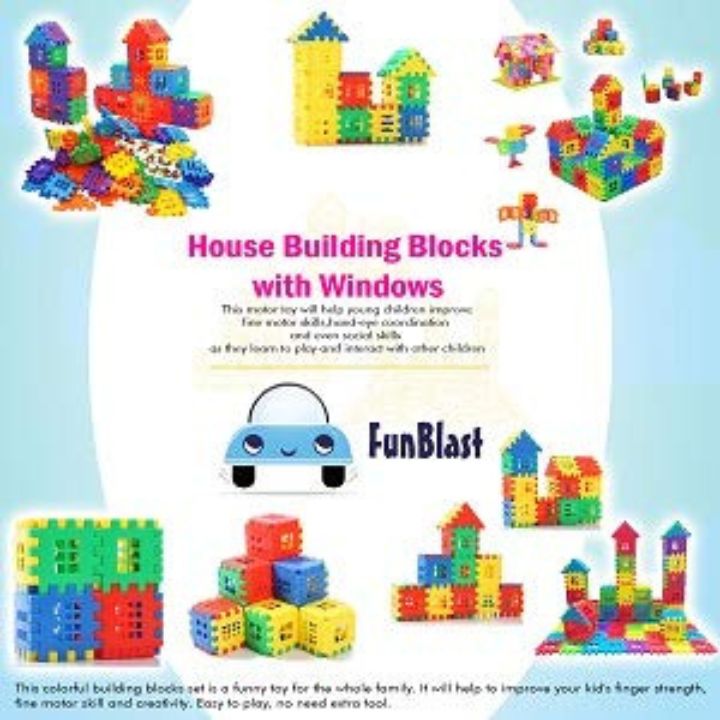 House Building Blocks
with Windows
This motor toy will help young children improve
fine motor skills,hand-eye coordination
and even social skills
as they learn to play and interact with other children
FunBlast
This colorful building blocks set is a funny toy for the whole family. It will help to improve your kid's finger strength,
fine motor skill and creativity. Easy to play, no need extra tool.